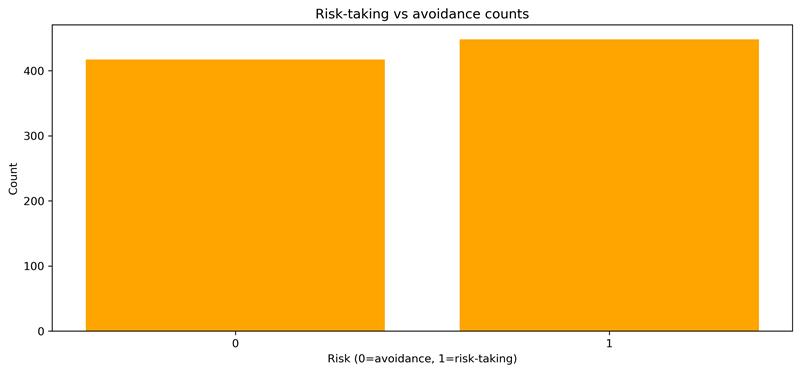 Risk-taking vs avoidance counts
Count
400
300
200
100
0
0
1
Risk (0=avoidance, 1=risk-taking)